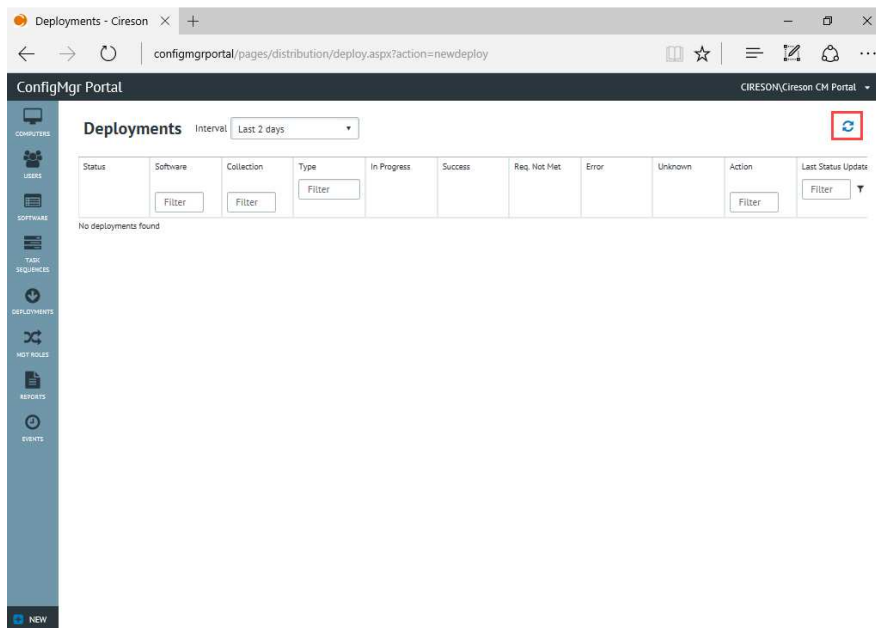 Deployments - Cireson
configmgrportal/pages/distribution/deploy.aspx?action=newdeploy
ConfigMgr Portal
CIRESON\Cireson CM Portal
COMPUTERS
USERS
SOFTWARE
TASK
SEQUENCES
DEPLOYMENTS
MGT ROLES
REPORTS
EVENTS
NEW
Deployments Interval Last 2 days
Status Software Collection Type In Progress Success Req. Not Met Error Unknown Action Last Status Update
Filter Filter Filter Filter Filter
No deployments found